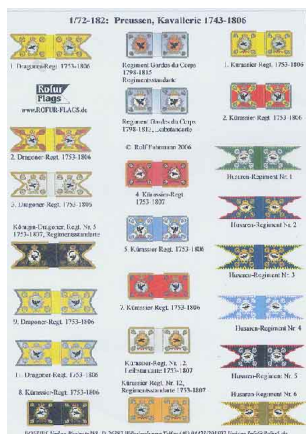 1/72-182: Preussen, Kavallerie 1743-1806
1. Dragoner-Regt. 1753-1806
Rofur
Flags
www.ROFUR-FLAGS.de
2. Dragoner-Regt. 1753-1806
3. Dragoner-Regt. 1753-1806
Königin-Dragoner, Regt. Nr. 5
1753-1807, Regimentsstandarte
9. Dragoner-Regt. 1753-1806
11. Dragoner-Regt. 1753-1806
8. Kürassier-Regt. 1753-1806
Regiment Gardes du Corps
1798-1815
Regimentsstandarte
Regiment Gardes du Corps
1798-1813, Leibstandarte
© Rolf Fuhrmann 2006
4. Kürassier-Regt.
1753-1807
5. Kürassier-Regt. 1753-1806
7. Kürassier-Regt. 1753-1806
Kürassier-Regt. Nr. 12,
Leibstandarte 1753-1807
Kürassier-Regt. Nr. 12,
Regimentsstandarte 1753-1807
1. Kürassier-Regt. 1753-1806
2. Kürassier-Regt. 1753-1806
Husaren-Regiment Nr. 1
Husaren-Regiment Nr. 2
Husaren-Regiment Nr. 3
Husaren-Regiment Nr. 4
Husaren-Regiment Nr. 5
Husaren-Regiment Nr. 6